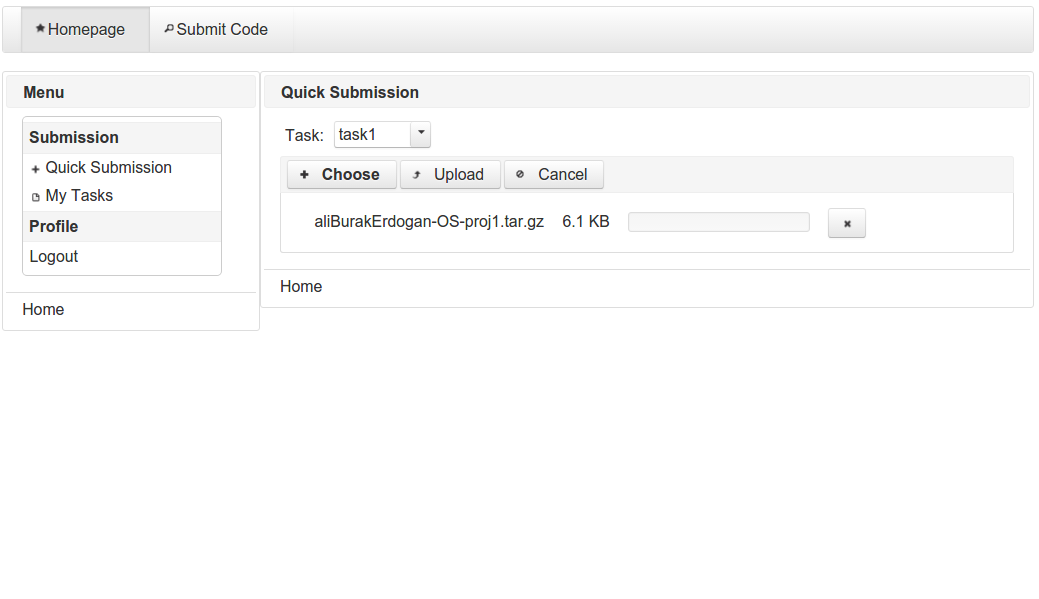 Homepage Submit Code
Menu
Submission
Quick Submission
My Tasks
Profile
Logout
Home
Quick Submission
Task: task1
Choose Upload Cancel
aliBurakErdogan-OS-proj1.tar.gz 6.1 KB
Home